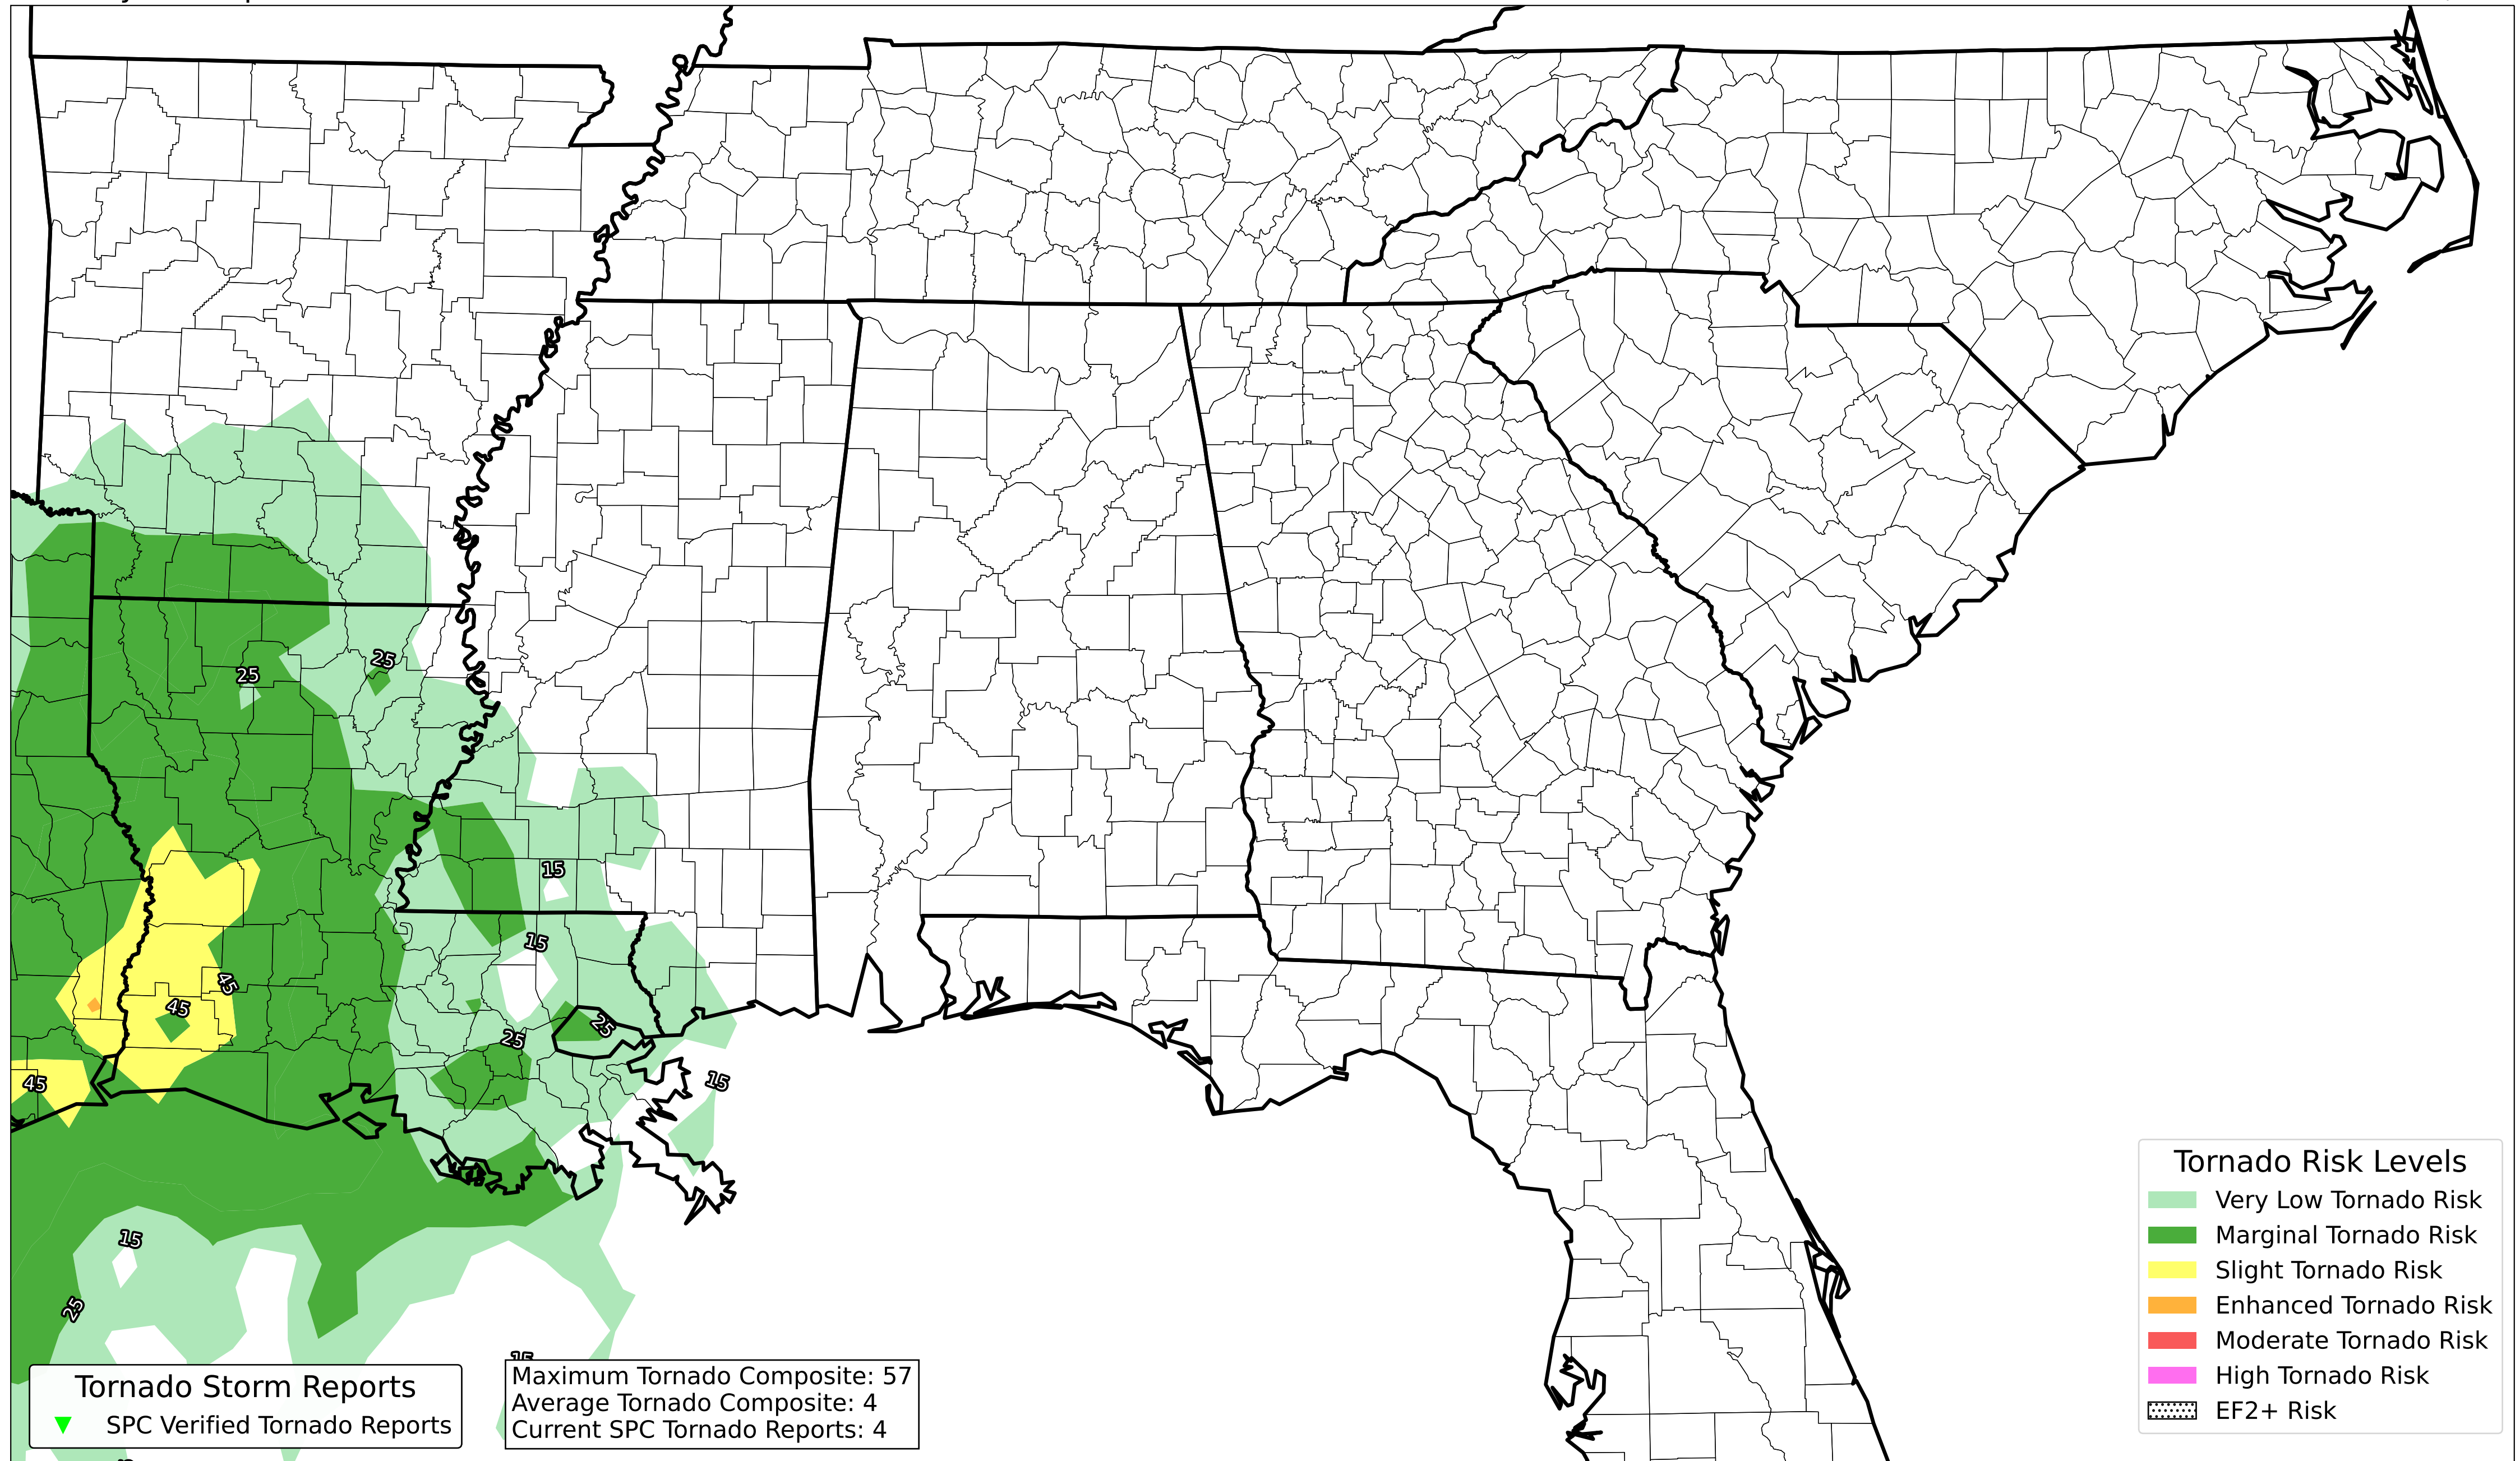 25
25
15
15
45
45
25
25
45
15
15
25
Tornado Risk Levels
Very Low Tornado Risk
Marginal Tornado Risk
Slight Tornado Risk
Enhanced Tornado Risk
Moderate Tornado Risk
High Tornado Risk
EF2+ Risk
Tornado Storm Reports
SPC Verified Tornado Reports
Maximum Tornado Composite: 57
Average Tornado Composite: 4
Current SPC Tornado Reports: 4